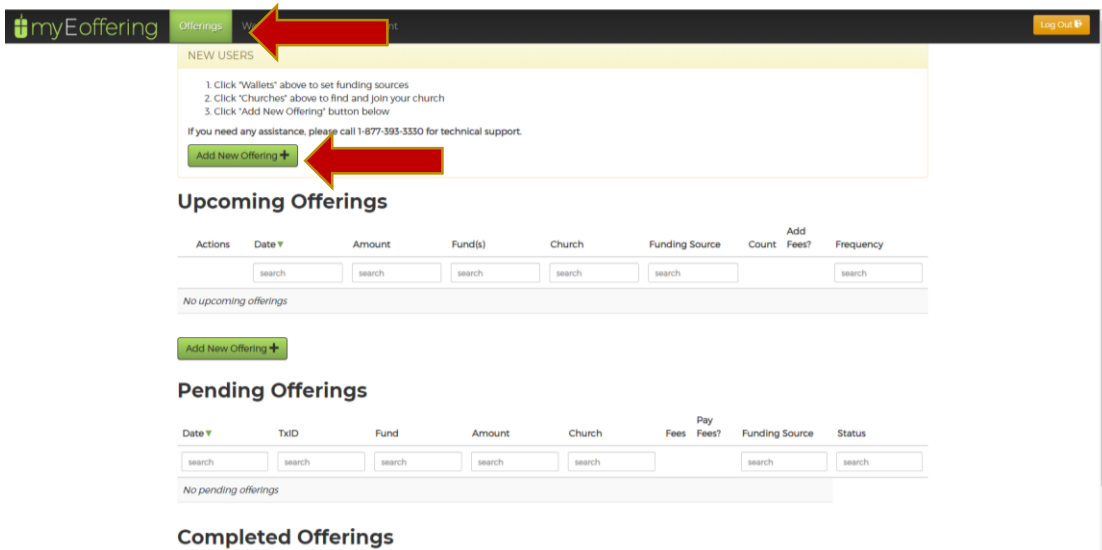 myEoffering
Offerings
Log Out
NEW USERS
1. Click "Wallets" above to set funding sources
2. Click "Churches" above to find and join your church
3. Click "Add New Offering" button below
If you need any assistance, please call 1-877-393-3330 for technical support.
Add New Offering +
Upcoming Offerings
Actions Date ▼ Amount Fund(s) Church Funding Source Count Add Fees? Frequency
search search search search search search
No upcoming offerings
Add New Offering +
Pending Offerings
Date ▼ TxID Fund Amount Church Fees Pay Fees? Funding Source Status
search search search search search search search
No pending offerings
Completed Offerings